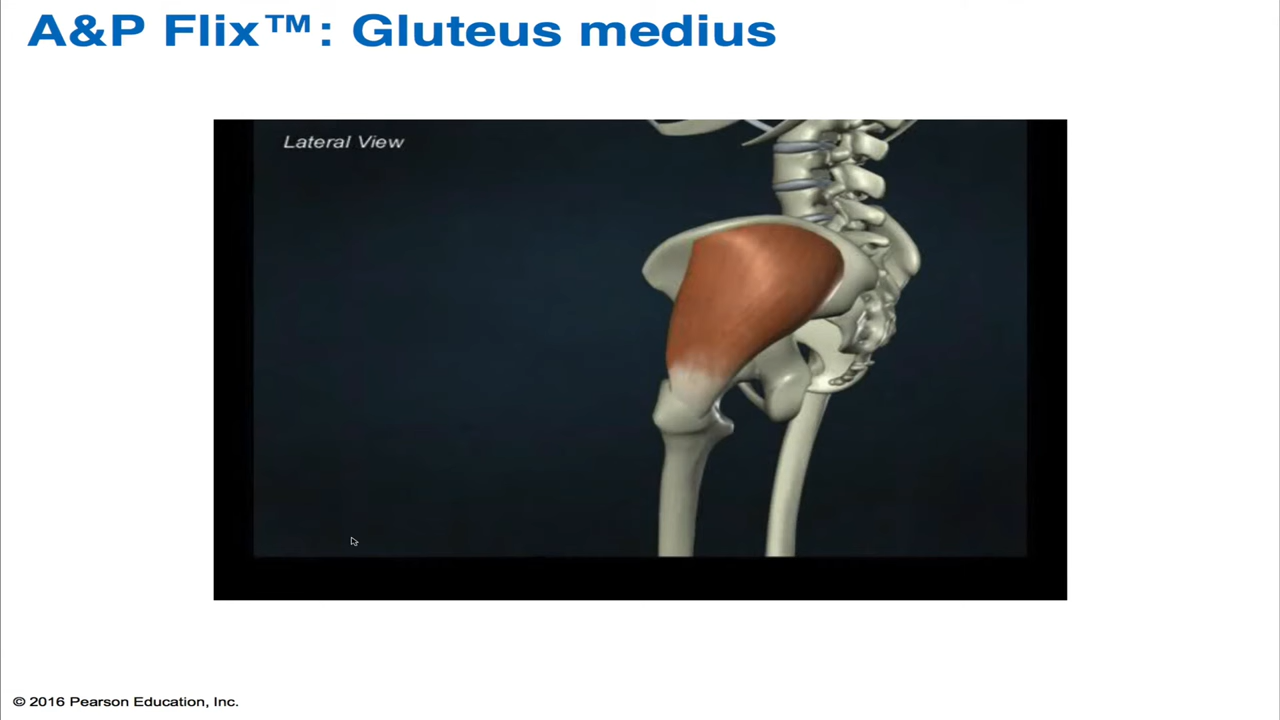 A&P Flix™: Gluteus medius
Lateral View
© 2016 Pearson Education, Inc.